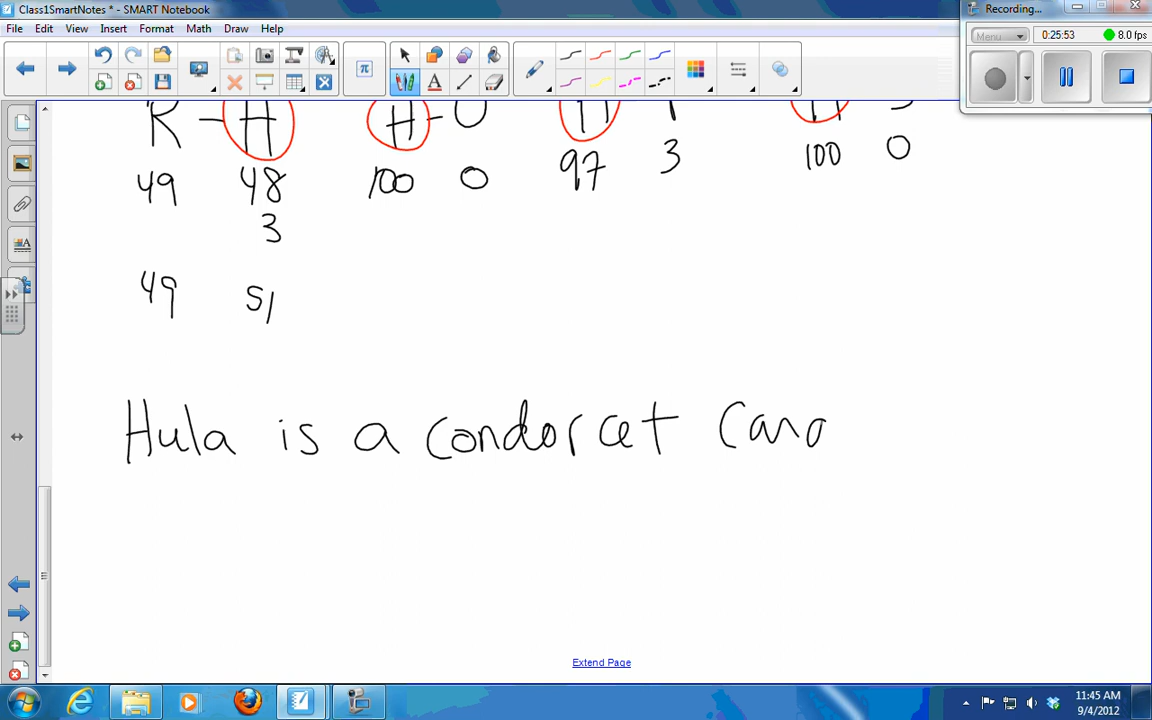 Class1SmartNotes * - SMART Notebook
Recording...
File Edit View Insert Format Math Draw Help
Menu 0:25:53 8.0 fps
π A
R - H H - O
49 48 100 0 97 3 100 0
3
49 51
Hula is a condorcet Cand
Extend Page
11:45 AM
9/4/2012